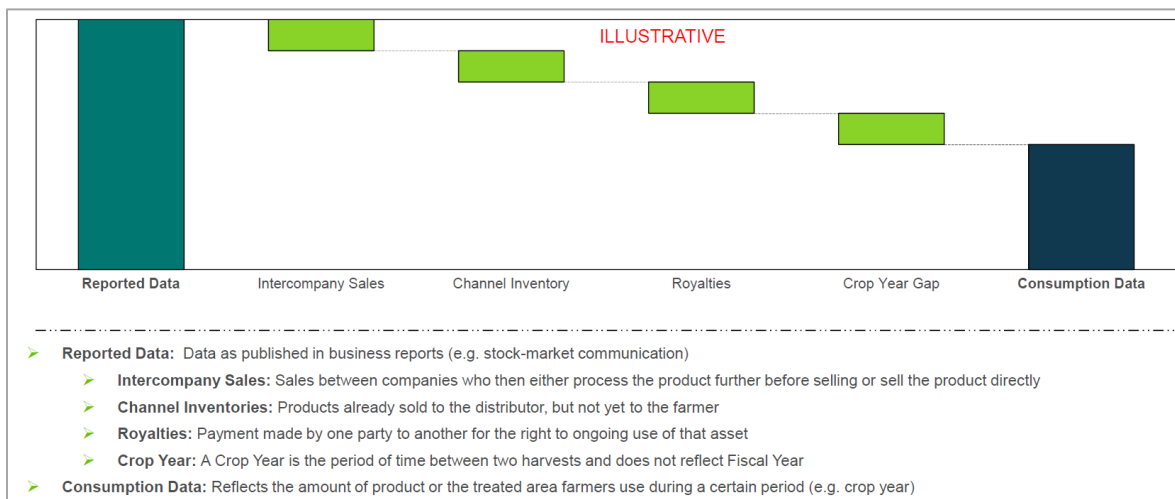 ILLUSTRATIVE
Reported Data
Intercompany Sales
Channel Inventory
Royalties
Crop Year Gap
Consumption Data
Reported Data: Data as published in business reports (e.g. stock-market communication)
Intercompany Sales: Sales between companies who then either process the product further before selling or sell the product directly
Channel Inventories: Products already sold to the distributor, but not yet to the farmer
Royalties: Payment made by one party to another for the right to ongoing use of that asset
Crop Year: A Crop Year is the period of time between two harvests and does not reflect Fiscal Year
Consumption Data: Reflects the amount of product or the treated area farmers use during a certain period (e.g. crop year)